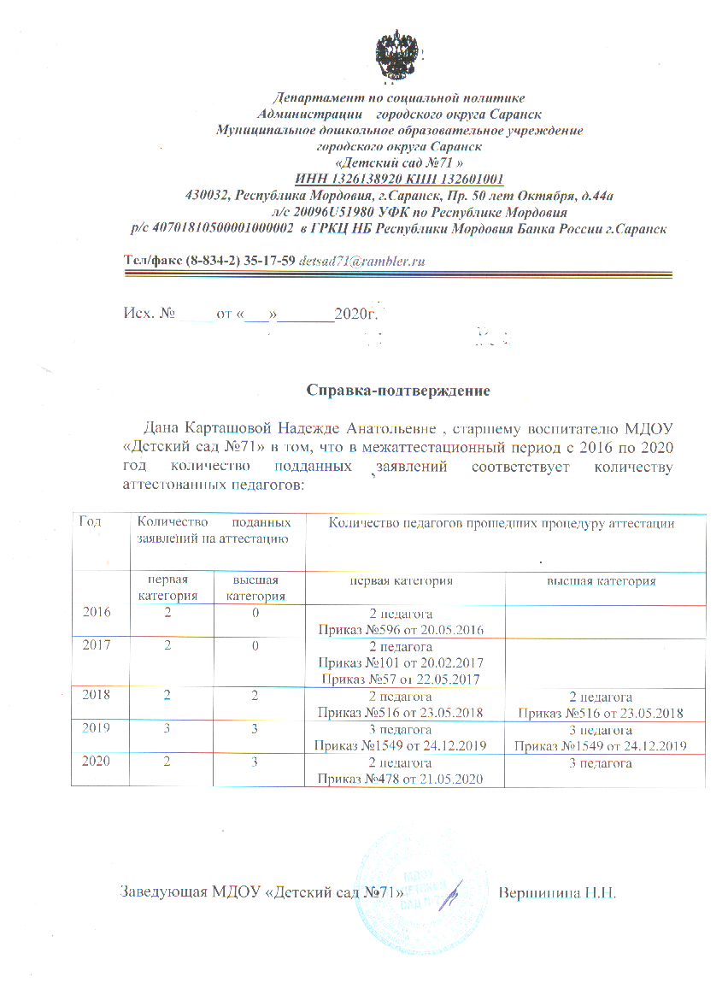 Департамент по социальной политике
Администрации городского округа Саранск
Муниципальное дошкольное образовательное учреждение
городского округа Саранск
«Детский сад №71 »
ИНН 1326138920 КПП 132601001
430032, Республика Мордовия, г.Саранск, Пр. 50 лет Октября, д.44а
л/с 20096U51980 УФК по Республике Мордовия
р/с 40701810500001000002 в ГРКЦ НБ Республики Мордовия Банка России г.Саранск
Тел/факс (8-834-2) 35-17-59 detsad71@rambler.ru
Исх. № _____ от «___»_______2020г.
Справка-подтверждение
Дана Карташовой Надежде Анатольевне , старшему воспитателю МДОУ
«Детский сад №71» в том, что в межаттестационный период с 2016 по 2020
год количество подданных заявлений соответствует количеству
аттестованных педагогов:
Год Количество поданных Количество педагогов прошедших процедуру аттестации
заявлений на аттестацию
первая высшая первая категория высшая категория
категория категория
2016 2 0 2 педагога
Приказ №596 от 20.05.2016
2017 2 0 2 педагога
Приказ №101 от 20.02.2017
Приказ №57 от 22.05.2017
2018 2 2 2 педагога 2 педагога
Приказ №516 от 23.05.2018 Приказ №516 от 23.05.2018
2019 3 3 3 педагога 3 педагога
Приказ №1549 от 24.12.2019 Приказ №1549 от 24.12.2019
2020 2 3 2 педагога 3 педагога
Приказ №478 от 21.05.2020
Заведующая МДОУ «Детский сад №71» Вершинина Н.Н.
МДОУ
ДЕТСКИЙ
САД